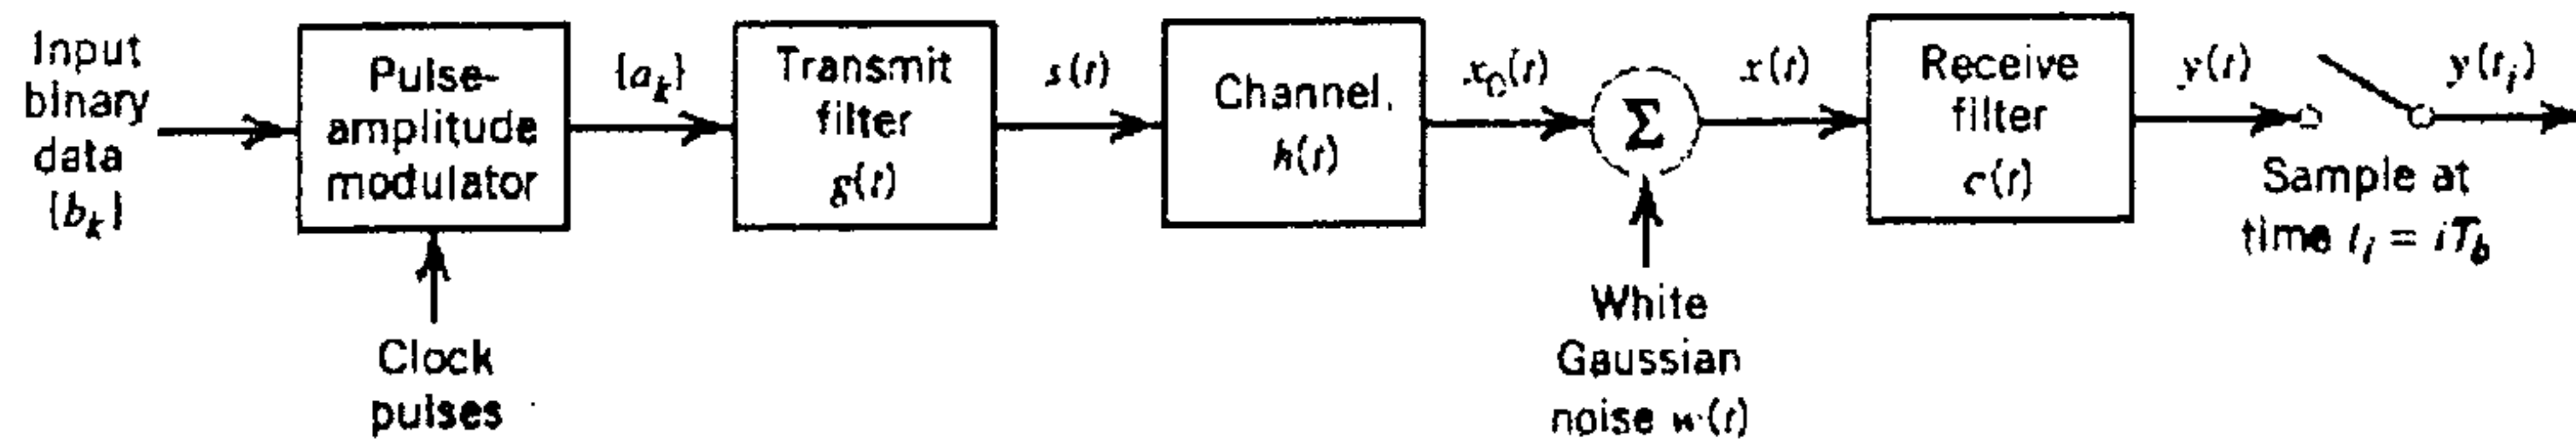 Input
binary
data
{b_k}
Pulse-
amplitude
modulator
Clock
pulses
{a_k}
Transmit
filter
g(t)
s(t)
Channel.
h(t)
x_0(t)
Σ
White
Gaussian
noise w(t)
x(t)
Receive
filter
c(t)
y(t)
y(t_i)
Sample at
time t_i = iT_b